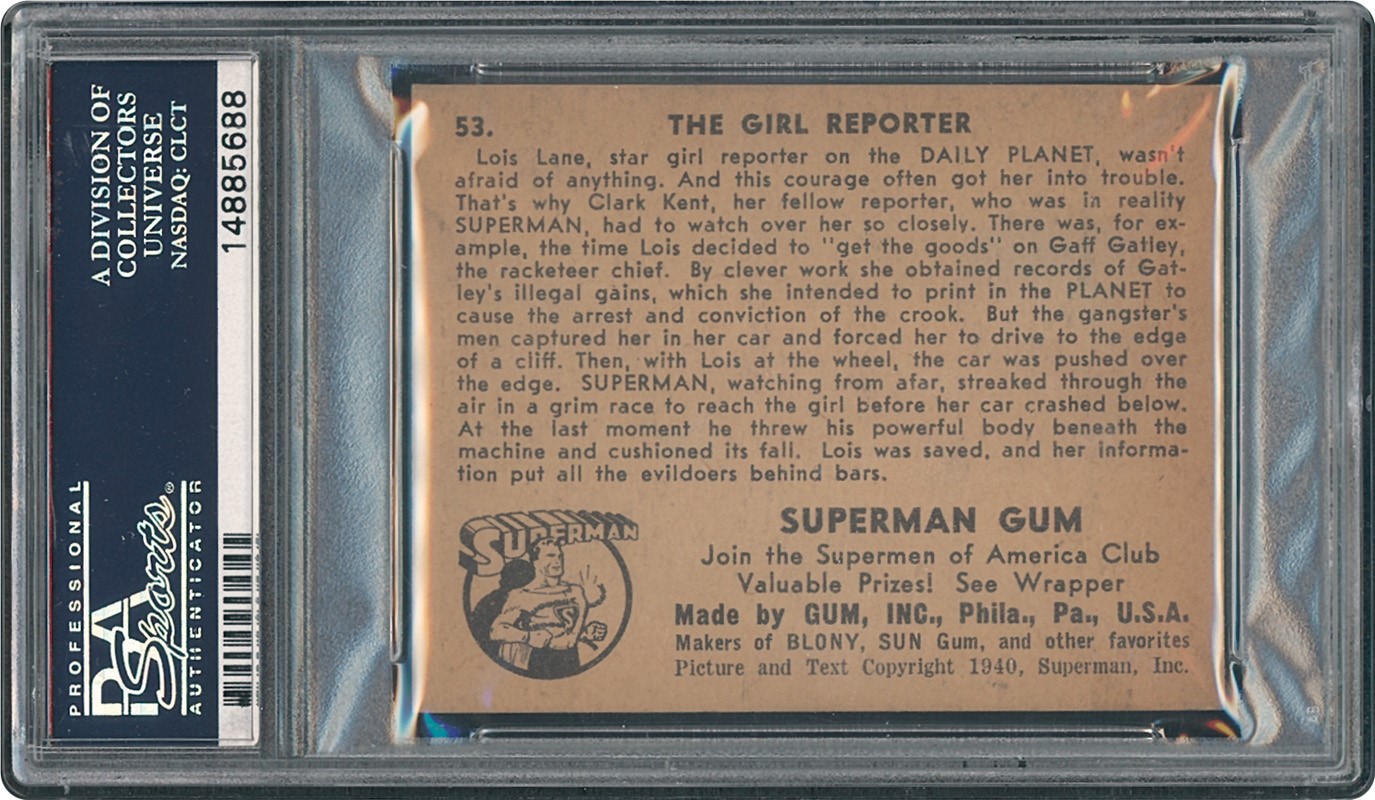 A DIVISION OF
COLLECTORS
UNIVERSE
NASDAQ: CLCT
14885688
PROFESSIONAL
PSA
Sports®
AUTHENTICATOR
53. THE GIRL REPORTER
Lois Lane, star girl reporter on the DAILY PLANET, wasn't
afraid of anything. And this courage often got her into trouble.
That's why Clark Kent, her fellow reporter, who was in reality
SUPERMAN, had to watch over her so closely. There was, for ex-
ample, the time Lois decided to "get the goods" on Gaff Gatley,
the racketeer chief. By clever work she obtained records of Gat-
ley's illegal gains, which she intended to print in the PLANET to
cause the arrest and conviction of the crook. But the gangster's
men captured her in her car and forced her to drive to the edge
of a cliff. Then, with Lois at the wheel, the car was pushed over
the edge. SUPERMAN, watching from afar, streaked through the
air in a grim race to reach the girl before her car crashed below.
At the last moment he threw his powerful body beneath the
machine and cushioned its fall. Lois was saved, and her informa-
tion put all the evildoers behind bars.
SUPERMAN
S
SUPERMAN GUM
Join the Supermen of America Club
Valuable Prizes! See Wrapper
Made by GUM, INC., Phila., Pa., U.S.A.
Makers of BLONY, SUN Gum, and other favorites
Picture and Text Copyright 1940, Superman, Inc.